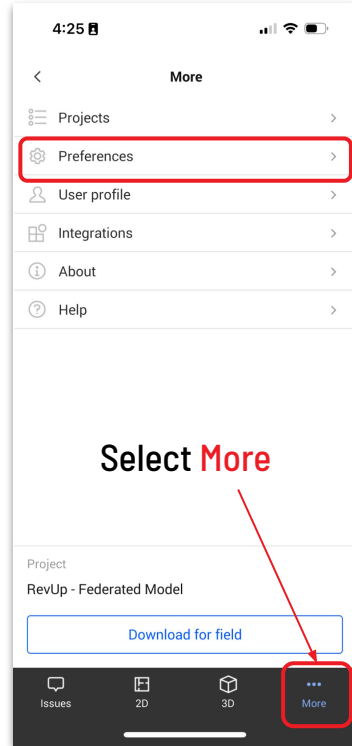 4:25
More
Projects
Preferences
User profile
Integrations
About
Help
Select More
Project
RevUp - Federated Model
Download for field
Issues
2D
3D
More